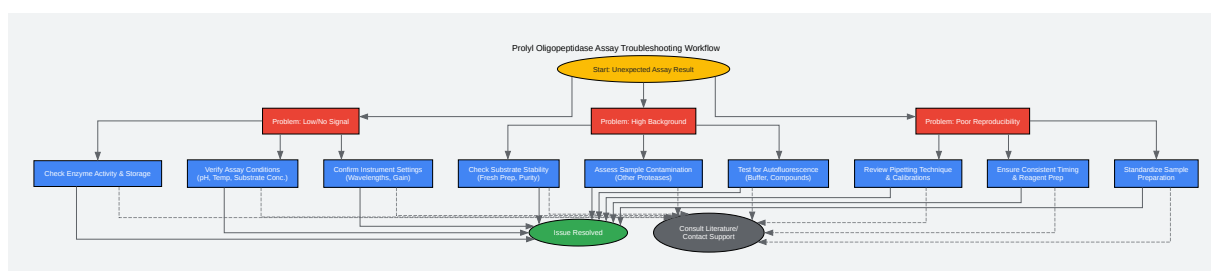 Prolyl Oligopeptidase Assay Troubleshooting Workflow
Start: Unexpected Assay Result
Problem: Low/No Signal
Problem: High Background
Problem: Poor Reproducibility
Check Enzyme Activity & Storage
Verify Assay Conditions
(pH, Temp, Substrate Conc.)
Confirm Instrument Settings
(Wavelengths, Gain)
Check Substrate Stability
(Fresh Prep, Purity)
Assess Sample Contamination
(Other Proteases)
Test for Autofluorescence
(Buffer, Compounds)
Review Pipetting Technique
& Calibrations
Ensure Consistent Timing
& Reagent Prep
Standardize Sample
Preparation
Issue Resolved
Consult Literature/
Contact Support